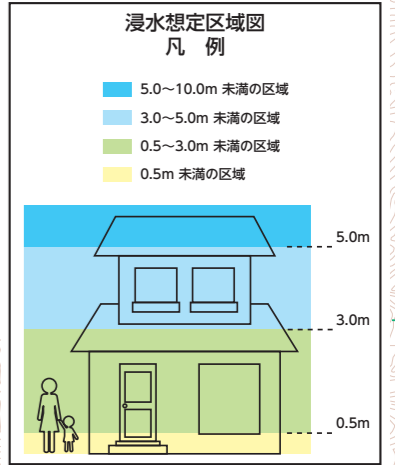 浸水想定区域図
凡 例
5.0～10.0m 未満の区域
3.0～5.0m 未満の区域
0.5～3.0m 未満の区域
0.5m 未満の区域
5.0m
3.0m
0.5m